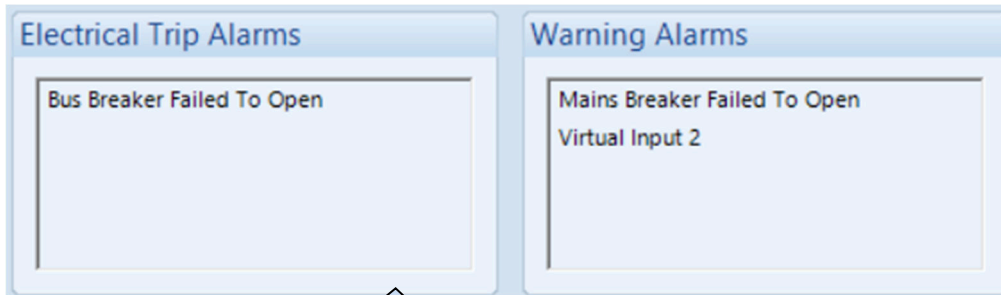 Electrical Trip Alarms
Bus Breaker Failed To Open
Warning Alarms
Mains Breaker Failed To Open
Virtual Input 2